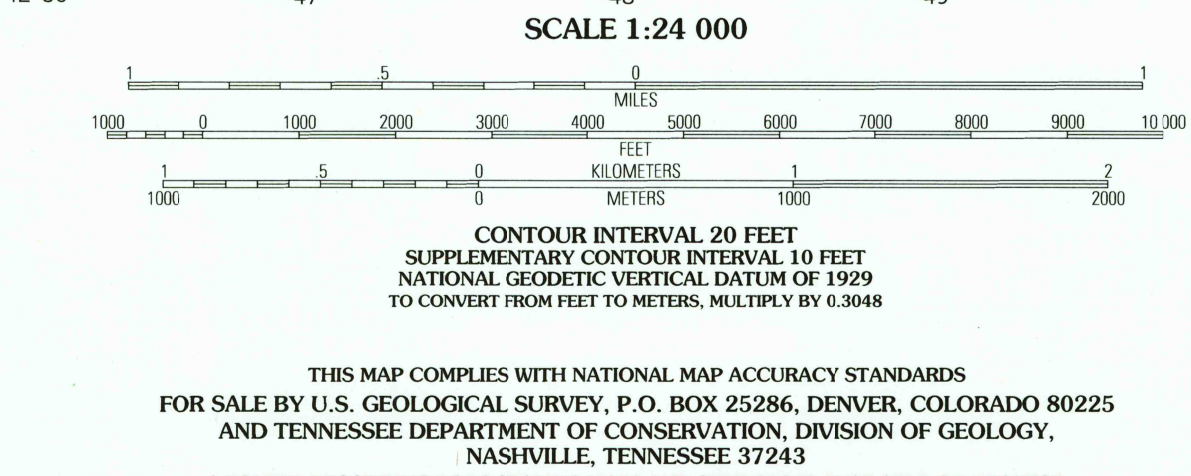 SCALE 1:24 000
1 .5 0 1
MILES
1000 0 1000 2000 3000 4000 5000 6000 7000 8000 9000 10 000
FEET
1 .5 0 KILOMETERS 1 2
1000 0 METERS 1000 2000
CONTOUR INTERVAL 20 FEET
SUPPLEMENTARY CONTOUR INTERVAL 10 FEET
NATIONAL GEODETIC VERTICAL DATUM OF 1929
TO CONVERT FROM FEET TO METERS, MULTIPLY BY 0.3048
THIS MAP COMPLIES WITH NATIONAL MAP ACCURACY STANDARDS
FOR SALE BY U.S. GEOLOGICAL SURVEY, P.O. BOX 25286, DENVER, COLORADO 80225
AND TENNESSEE DEPARTMENT OF CONSERVATION, DIVISION OF GEOLOGY,
NASHVILLE, TENNESSEE 37243